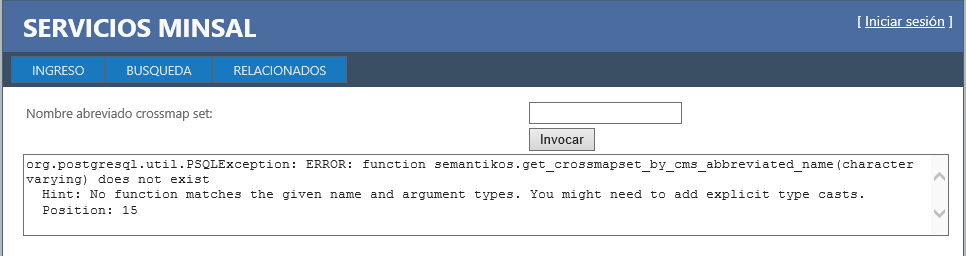 SERVICIOS MINSAL
[ Iniciar sesión ]
INGRESO BUSQUEDA RELACIONADOS
Nombre abreviado crossmap set:
Invocar
org.postgresql.util.PSQLException: ERROR: function semantikos.get_crossmapset_by_cms_abbreviated_name(character
varying) does not exist
Hint: No function matches the given name and argument types. You might need to add explicit type casts.
Position: 15